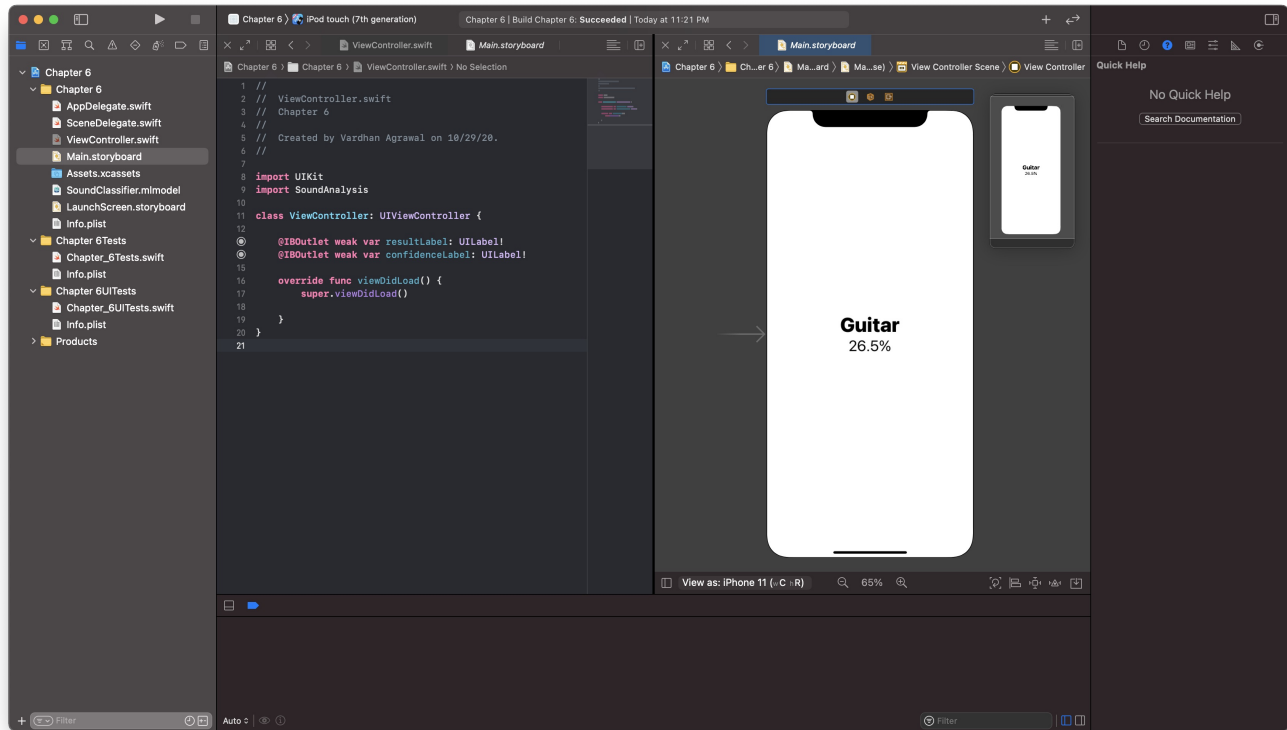 Chapter 6 〉 iPod touch (7th generation)
Chapter 6 | Build Chapter 6: Succeeded | Today at 11:21 PM
Chapter 6
Chapter 6
AppDelegate.swift
SceneDelegate.swift
ViewController.swift
Main.storyboard
Assets.xcassets
SoundClassifier.mlmodel
LaunchScreen.storyboard
Info.plist
Chapter 6Tests
Chapter_6Tests.swift
Info.plist
Chapter 6UITests
Chapter_6UITests.swift
Info.plist
Products
Filter
ViewController.swift
Main.storyboard
Chapter 6 〉 Chapter 6 〉 ViewController.swift 〉 No Selection
1 //
2 //  ViewController.swift
3 //  Chapter 6
4 //
5 //  Created by Vardhan Agrawal on 10/29/20.
6 //
7
8 import UIKit
9 import SoundAnalysis
10
11 class ViewController: UIViewController {
12
@IBOutlet weak var resultLabel: UILabel!
@IBOutlet weak var confidenceLabel: UILabel!
15
16     override func viewDidLoad() {
17         super.viewDidLoad()
18
19     }
20 }
21
Main.storyboard
Chapter 6 〉 Ch...er 6 〉 Ma...ard 〉 Ma...se) 〉 View Controller Scene 〉 View Controller
Guitar
26.5%
Guitar
26.5%
View as: iPhone 11 (wC hR)
65%
Quick Help
No Quick Help
Search Documentation
Auto
Filter